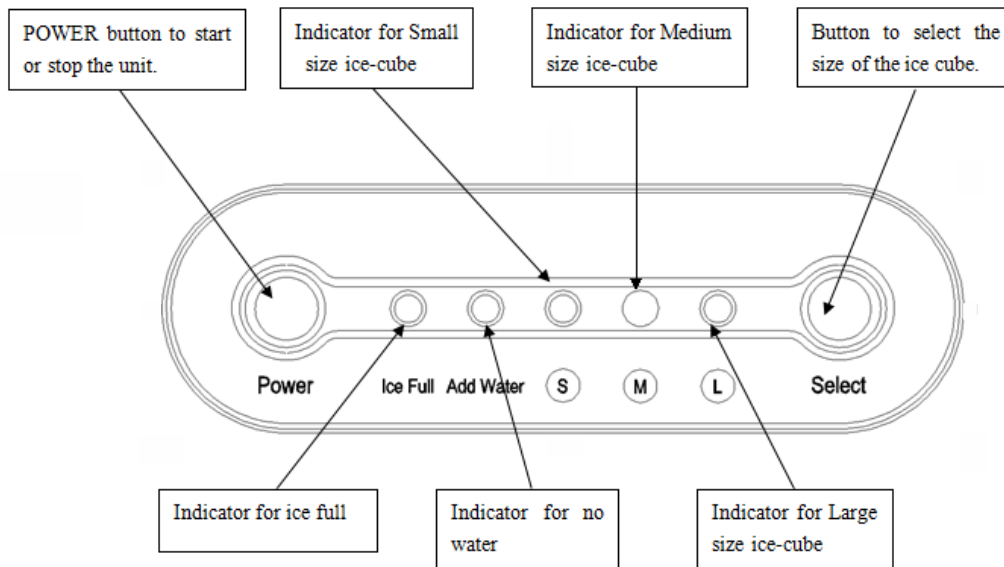 POWER button to start
or stop the unit.
Indicator for Small
size ice-cube
Indicator for Medium
size ice-cube
Button to select the
size of the ice cube.
Power
Ice Full
Add Water
S
M
L
Select
Indicator for ice full
Indicator for no
water
Indicator for Large
size ice-cube